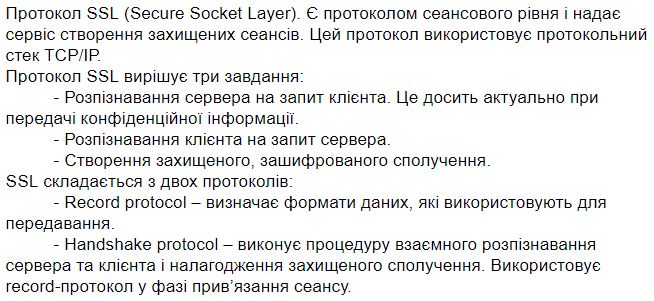 Протокол SSL (Secure Socket Layer). Є протоколом сеансового рівня і надає
сервіс створення захищених сеансів. Цей протокол використовує протокольний
стек TCP/IP.
Протокол SSL вирішує три завдання:
- Розпізнавання сервера на запит клієнта. Це досить актуально при
передачі конфіденційної інформації.
- Розпізнавання клієнта на запит сервера.
- Створення захищеного, зашифрованого сполучення.
SSL складається з двох протоколів:
- Record protocol – визначає формати даних, які використовують для
передавання.
- Handshake protocol – виконує процедуру взаємного розпізнавання
сервера та клієнта і налагодження захищеного сполучення. Використовує
record-протокол у фазі прив’язання сеансу.